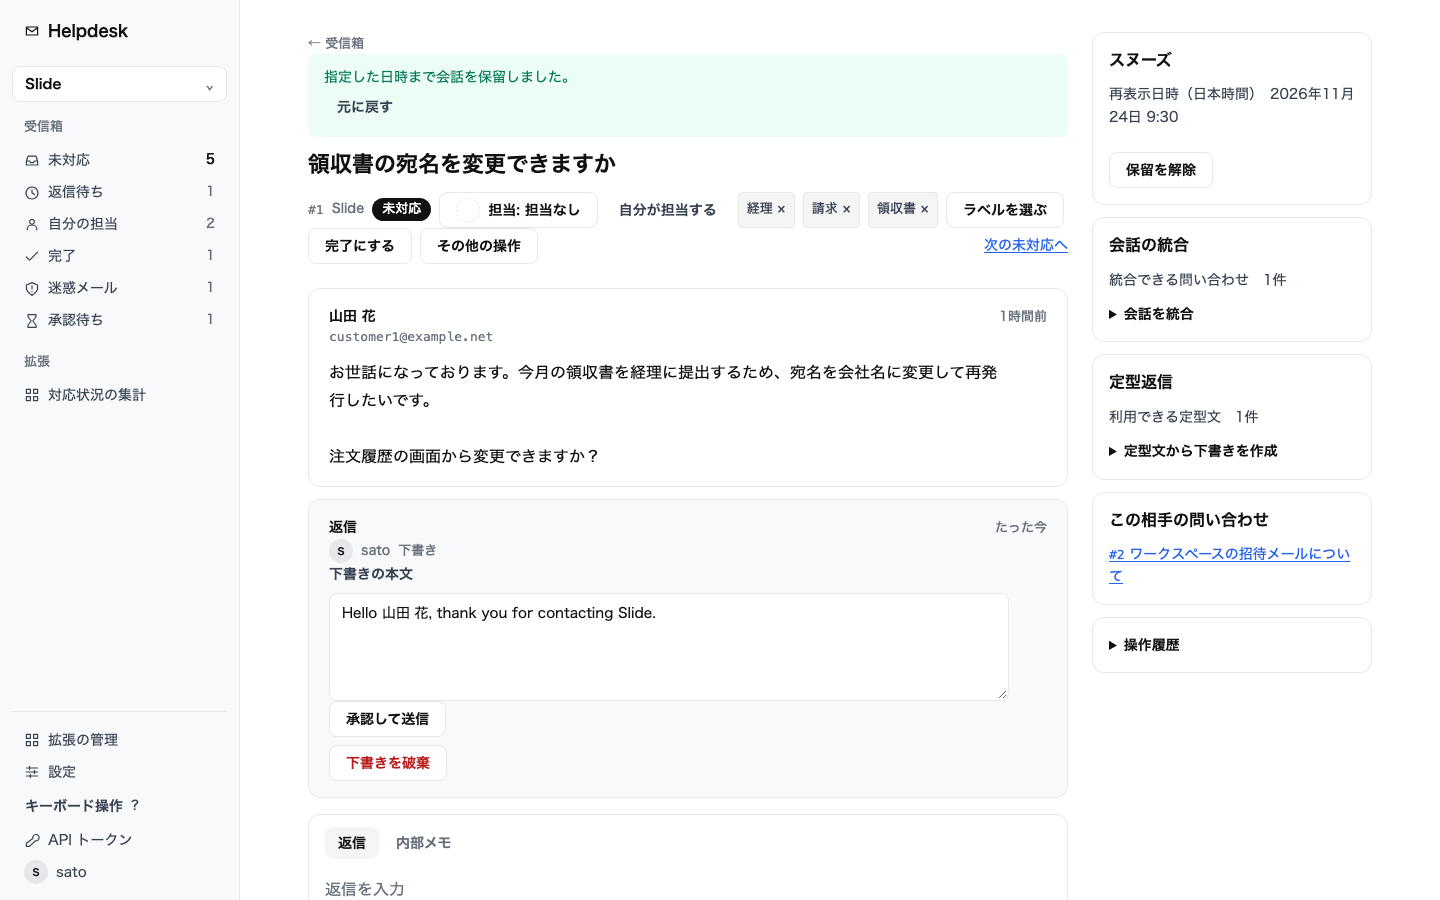 Helpdesk
Slide
受信箱
未対応 5
返信待ち 1
自分の担当 2
完了 1
迷惑メール 1
承認待ち 1
拡張
対応状況の集計
拡張の管理
設定
キーボード操作 ?
API トークン
S sato
← 受信箱
指定した日時まで会話を保留しました。
元に戻す
領収書の宛名を変更できますか
#1 Slide 未対応 担当: 担当なし 自分が担当する 経理 × 請求 × 領収書 × ラベルを選ぶ
完了にする その他の操作 次の未対応へ
山田 花 1時間前
customer1@example.net
お世話になっております。今月の領収書を経理に提出するため、宛名を会社名に変更して再発
行したいです。
注文履歴の画面から変更できますか？
返信 たった今
S sato 下書き
下書きの本文
Hello 山田 花, thank you for contacting Slide.
承認して送信
下書きを破棄
返信 内部メモ
返信を入力
スヌーズ
再表示日時（日本時間） 2026年11月
24日 9:30
保留を解除
会話の統合
統合できる問い合わせ 1件
▶ 会話を統合
定型返信
利用できる定型文 1件
▶ 定型文から下書きを作成
この相手の問い合わせ
#2 ワークスペースの招待メールについ
て
▶ 操作履歴